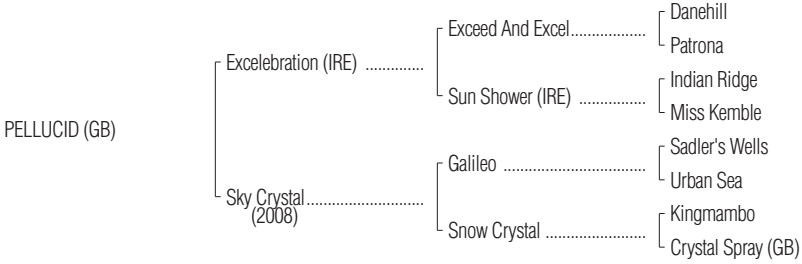 Danehill
Exceed And Excel..................
Patrona
Excelebration (IRE) ..............
Indian Ridge
Sun Shower (IRE) ................
Miss Kemble
PELLUCID (GB)
Sadler's Wells
Galileo ..................................
Urban Sea
Sky Crystal............................
(2008)
Kingmambo
Snow Crystal ........................
Crystal Spray (GB)